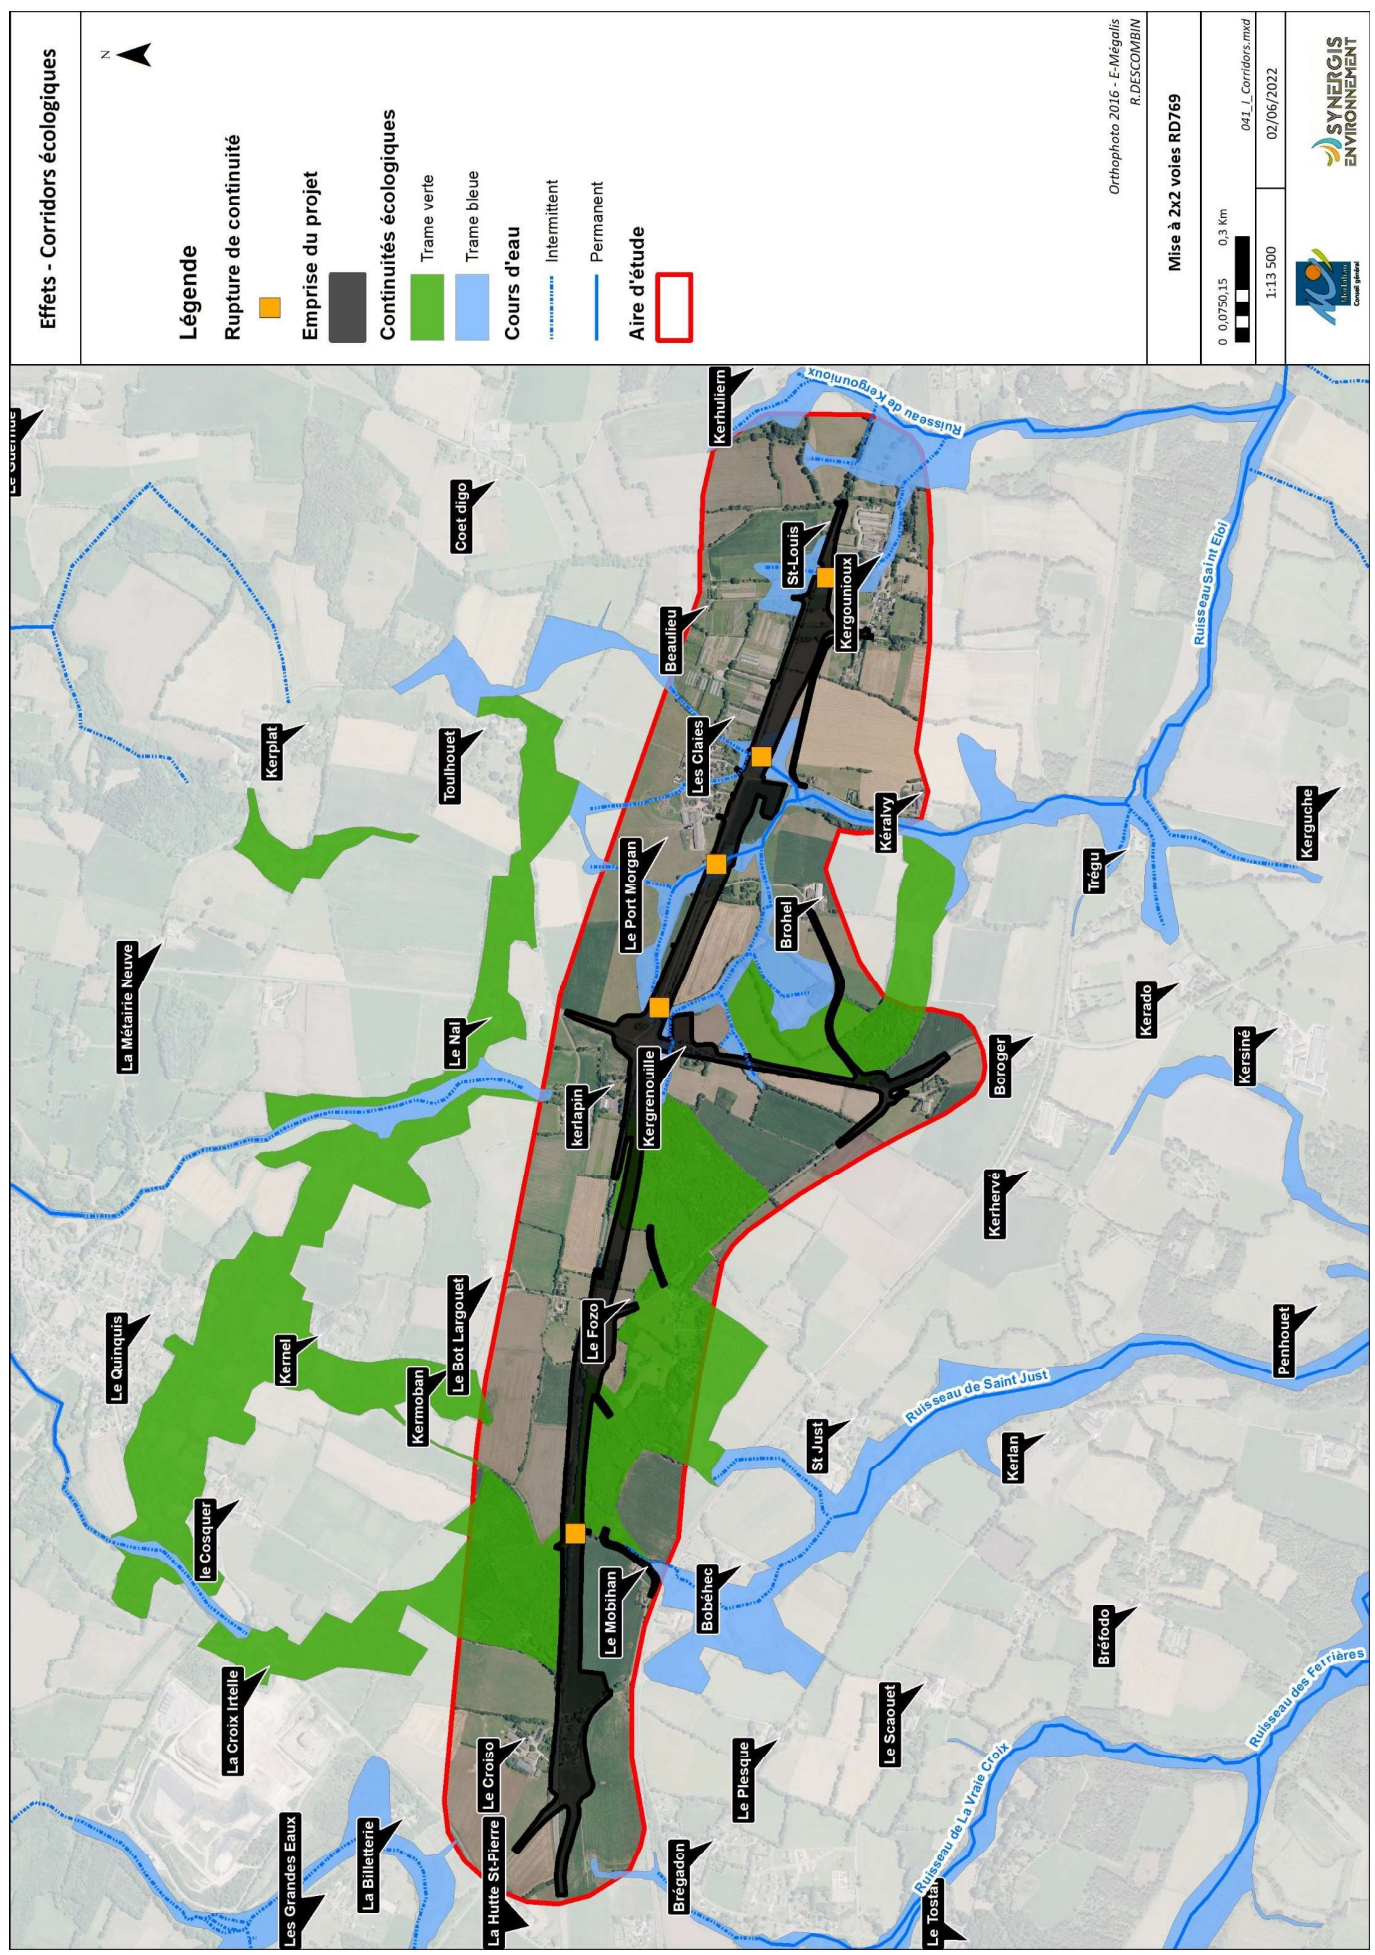 Effets - Corridors écologiques
N
Légende
Rupture de continuité
Emprise du projet
Continuités écologiques
Trame verte
Trame bleue
Cours d'eau
Intermittent
Permanent
Aire d'étude
Orthophoto 2016 - E-Mégalis
R.DESCOMBIN
Mise à 2x2 voies RD769
0 0,0750,15 0,3 Km
041_I_Corridors.mxd
1:13 500
02/06/2022
Morbihan
Conseil général
SYNERGIS
ENVIRONNEMENT
Les Grandes Eaux
La Billetterie
La Hutte St-Pierre
Le Croiso
La Croix Irtelle
le Cosquer
Le Quinquis
Kernel
Kermoban
Le Bot Largouet
La Métairie Neuve
Le Nal
Kerplat
Toulhouet
Coet digo
Kerhuliern
Beaulieu
St-Louis
Kergounioux
Les Claies
Le Port Morgan
Brohel
Kéralvy
kerlapin
Kergrenouille
Le Fozo
Le Mobihan
Bobéhec
St Just
Kerlan
Kerhervé
Boroger
Kerado
Kersiné
Trégu
Kerguche
Penhouet
Bréfodo
Le Scaouet
Le Plesque
Brégadon
Ruisseau de Kergounioux
Ruisseau Saint Eloi
Ruisseau de Saint Just
Ruisseau de La Vraie Croix
Ruisseau des Ferrières